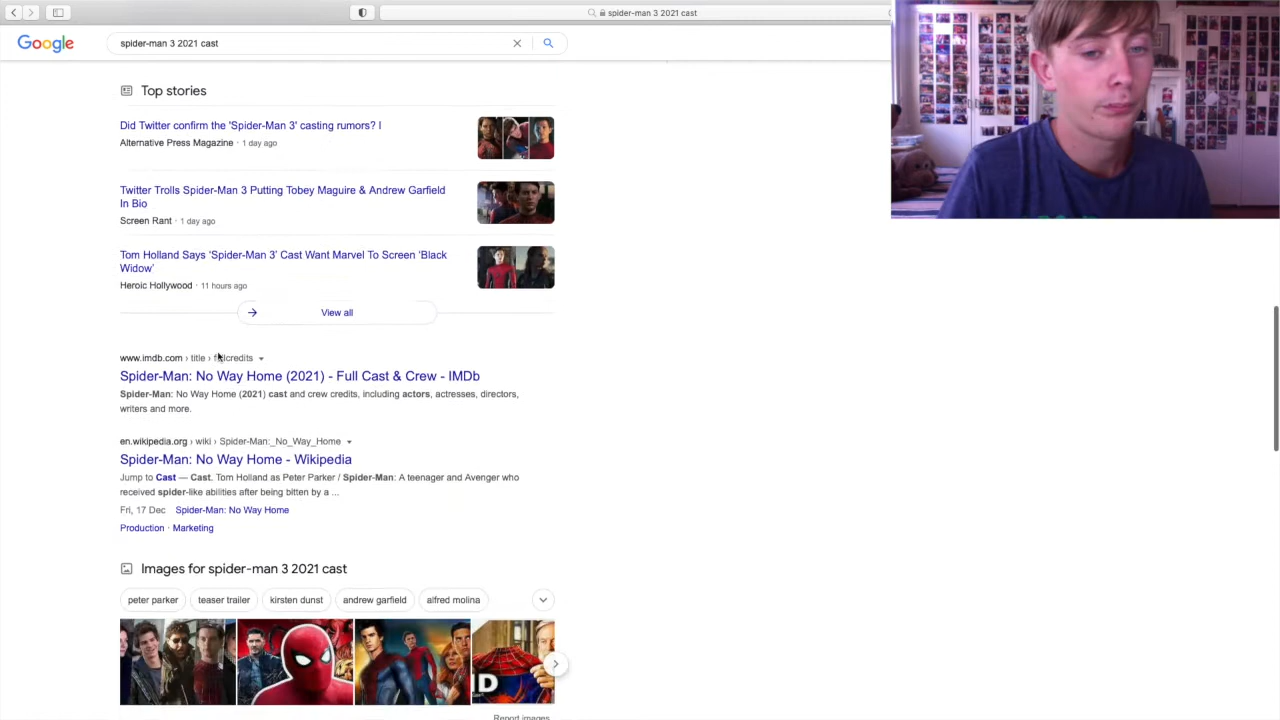 spider-man 3 2021 cast
Google
spider-man 3 2021 cast
Top stories
Did Twitter confirm the 'Spider-Man 3' casting rumors? I
Alternative Press Magazine · 1 day ago
Twitter Trolls Spider-Man 3 Putting Tobey Maguire & Andrew Garfield
In Bio
Screen Rant · 1 day ago
Tom Holland Says 'Spider-Man 3' Cast Want Marvel To Screen 'Black
Widow'
Heroic Hollywood · 11 hours ago
View all
www.imdb.com › title › fullcredits
Spider-Man: No Way Home (2021) - Full Cast & Crew - IMDb
Spider-Man: No Way Home (2021) cast and crew credits, including actors, actresses, directors,
writers and more.
en.wikipedia.org › wiki › Spider-Man:_No_Way_Home
Spider-Man: No Way Home - Wikipedia
Jump to Cast — Cast. Tom Holland as Peter Parker / Spider-Man: A teenager and Avenger who
received spider-like abilities after being bitten by a ...
Fri, 17 Dec Spider-Man: No Way Home
Production · Marketing
Images for spider-man 3 2021 cast
peter parker teaser trailer kirsten dunst andrew garfield alfred molina
D
Report images